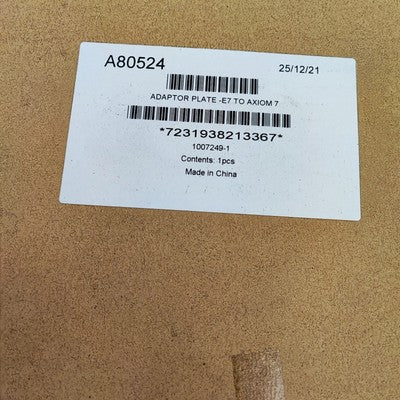 A80524 25/12/21
ADAPTOR PLATE -E7 TO AXIOM 7
*7231938213367*
1007249-1
Contents: 1pcs
Made in China